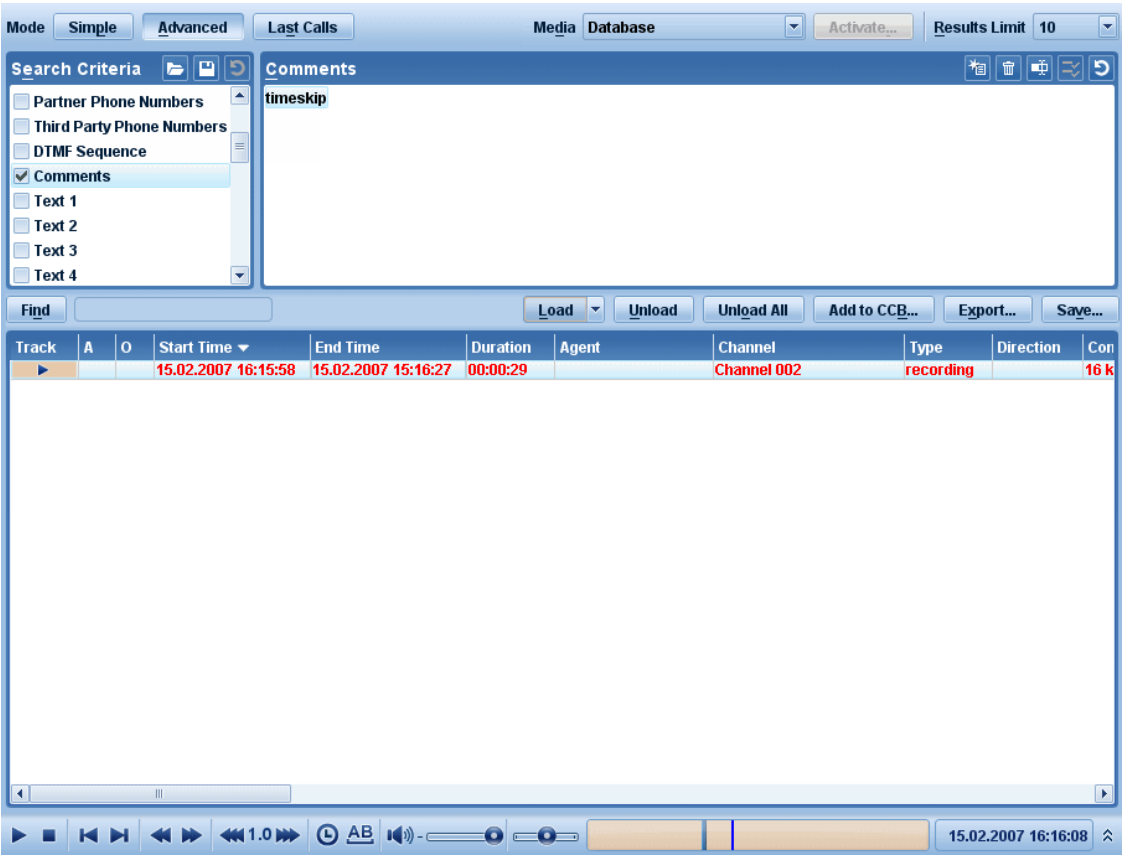 Mode Simple Advanced Last Calls Media Database Activate... Results Limit 10
Search Criteria
Partner Phone Numbers
Third Party Phone Numbers
DTMF Sequence
Comments
Text 1
Text 2
Text 3
Text 4
Comments
timeskip
Find Load Unload Unload All Add to CCB... Export... Save...
Track A O Start Time End Time Duration Agent Channel Type Direction Con
15.02.2007 16:15:58 15.02.2007 15:16:27 00:00:29 Channel 002 recording 16 k
1.0 AB 15.02.2007 16:16:08